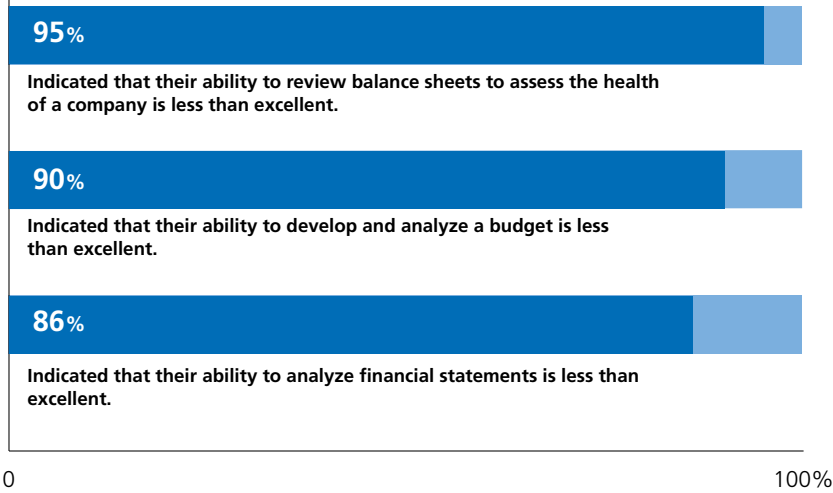 95%
Indicated that their ability to review balance sheets to assess the health
of a company is less than excellent.
90%
Indicated that their ability to develop and analyze a budget is less
than excellent.
86%
Indicated that their ability to analyze financial statements is less than
excellent.
0 100%